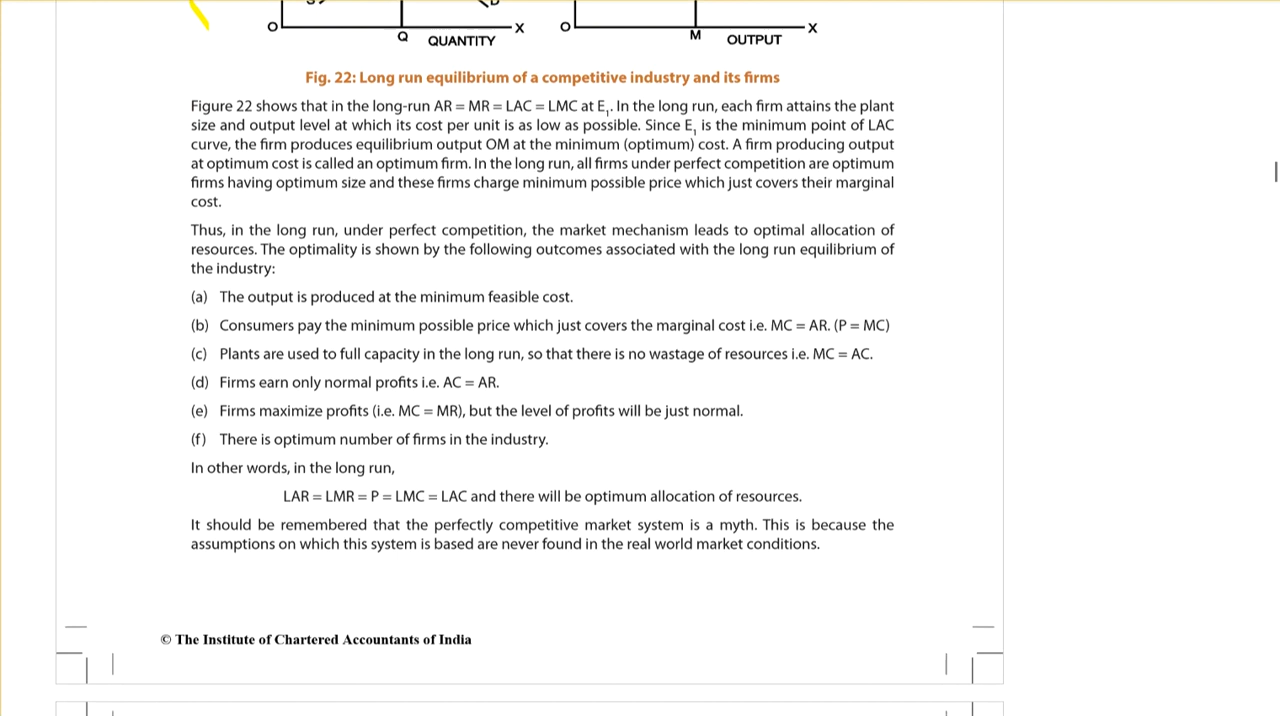 O Q QUANTITY X O M OUTPUT X
Fig. 22: Long run equilibrium of a competitive industry and its firms
Figure 22 shows that in the long-run AR = MR = LAC = LMC at E₁. In the long run, each firm attains the plant
size and output level at which its cost per unit is as low as possible. Since E₁ is the minimum point of LAC
curve, the firm produces equilibrium output OM at the minimum (optimum) cost. A firm producing output
at optimum cost is called an optimum firm. In the long run, all firms under perfect competition are optimum
firms having optimum size and these firms charge minimum possible price which just covers their marginal
cost.
Thus, in the long run, under perfect competition, the market mechanism leads to optimal allocation of
resources. The optimality is shown by the following outcomes associated with the long run equilibrium of
the industry:
(a) The output is produced at the minimum feasible cost.
(b) Consumers pay the minimum possible price which just covers the marginal cost i.e. MC = AR. (P = MC)
(c) Plants are used to full capacity in the long run, so that there is no wastage of resources i.e. MC = AC.
(d) Firms earn only normal profits i.e. AC = AR.
(e) Firms maximize profits (i.e. MC = MR), but the level of profits will be just normal.
(f) There is optimum number of firms in the industry.
In other words, in the long run,
LAR = LMR = P = LMC = LAC and there will be optimum allocation of resources.
It should be remembered that the perfectly competitive market system is a myth. This is because the
assumptions on which this system is based are never found in the real world market conditions.
© The Institute of Chartered Accountants of India